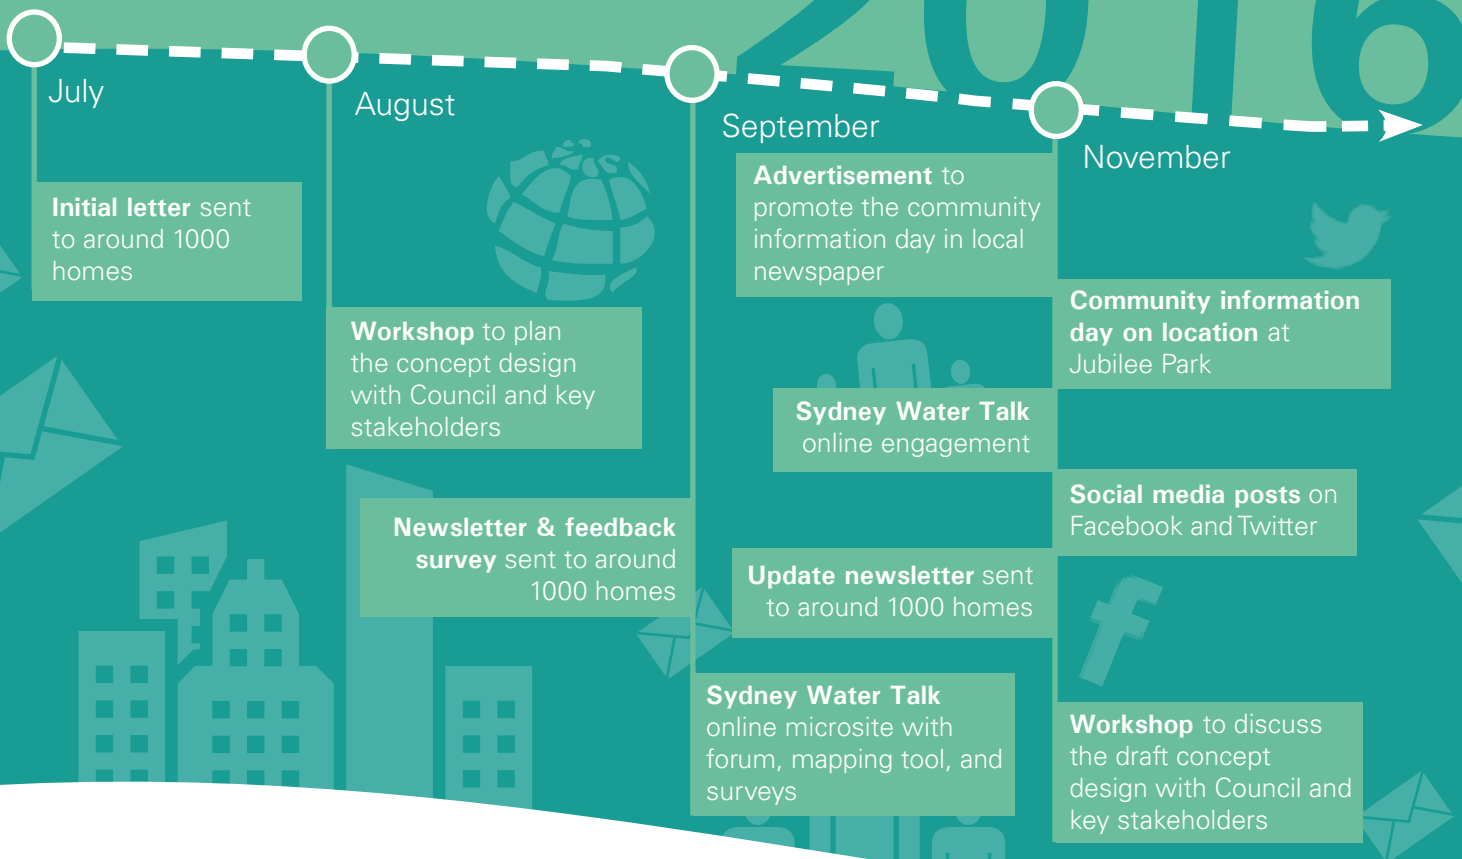 2016
July
August
September
November
Initial letter sent
to around 1000
homes
Workshop to plan
the concept design
with Council and key
stakeholders
Newsletter & feedback
survey sent to around
1000 homes
Sydney Water Talk
online microsite with
forum, mapping tool, and
surveys
Advertisement to
promote the community
information day in local
newspaper
Community information
day on location at
Jubilee Park
Sydney Water Talk
online engagement
Social media posts on
Facebook and Twitter
Update newsletter sent
to around 1000 homes
Workshop to discuss
the draft concept
design with Council and
key stakeholders